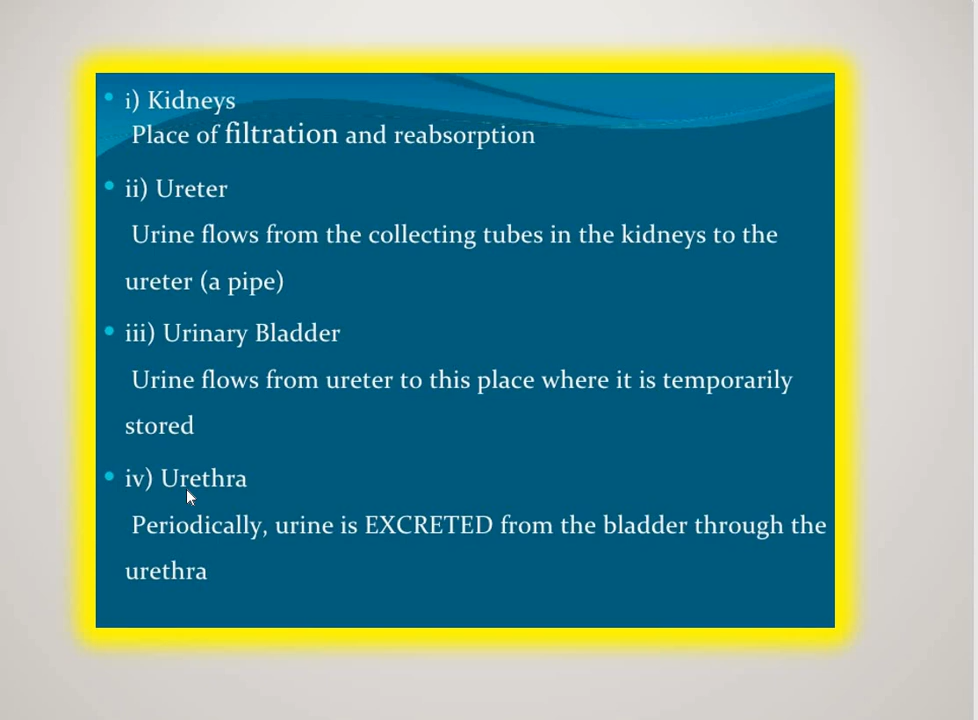 i) Kidneys
Place of filtration and reabsorption
ii) Ureter
Urine flows from the collecting tubes in the kidneys to the
ureter (a pipe)
iii) Urinary Bladder
Urine flows from ureter to this place where it is temporarily
stored
iv) Urethra
Periodically, urine is EXCRETED from the bladder through the
urethra